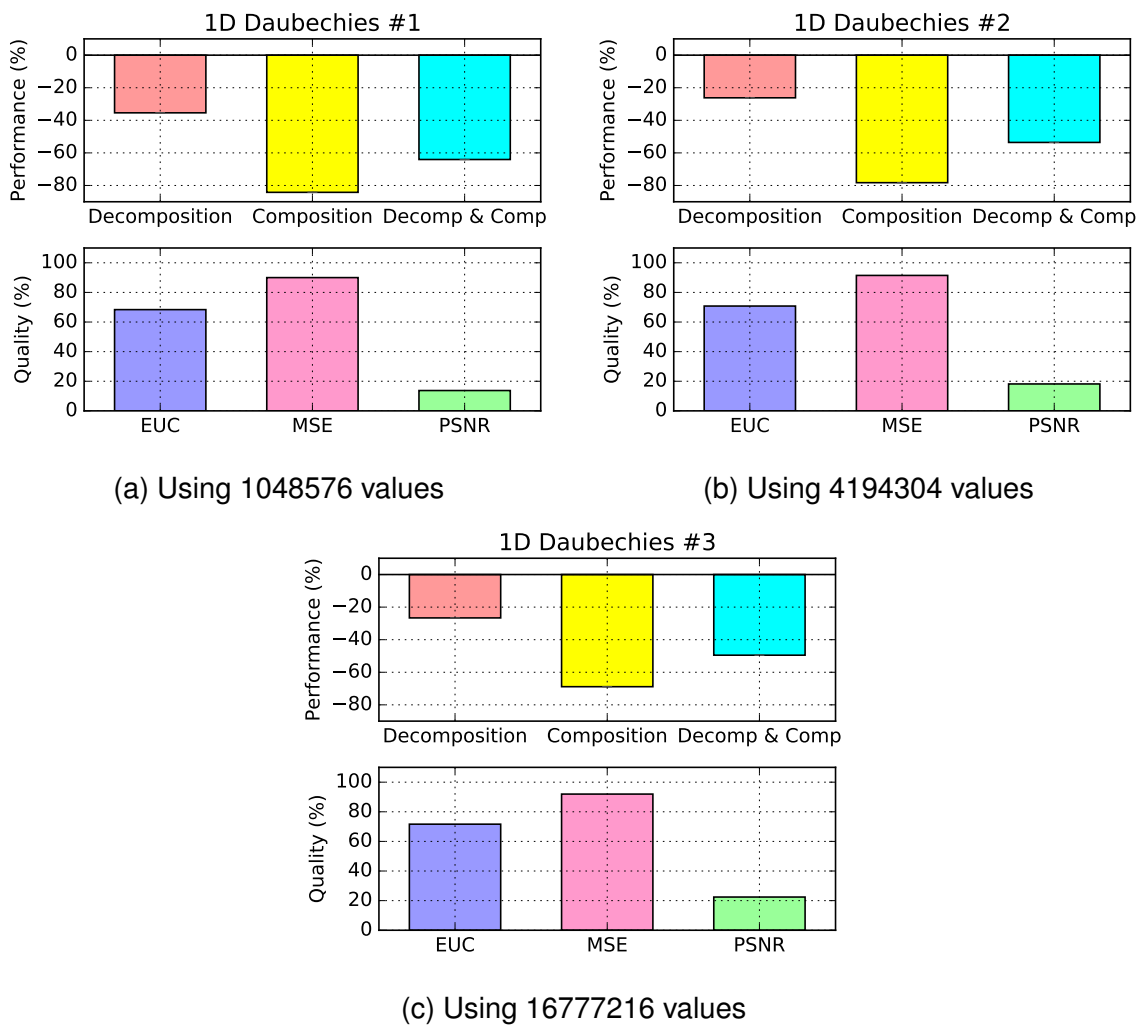 1D Daubechies #1
Performance (%)
0
−20
−40
−60
−80
Decomposition Composition Decomp & Comp
Quality (%)
100
80
60
40
20
0
EUC MSE PSNR
(a) Using 1048576 values
1D Daubechies #2
Performance (%)
0
−20
−40
−60
−80
Decomposition Composition Decomp & Comp
Quality (%)
100
80
60
40
20
0
EUC MSE PSNR
(b) Using 4194304 values
1D Daubechies #3
Performance (%)
0
−20
−40
−60
−80
Decomposition Composition Decomp & Comp
Quality (%)
100
80
60
40
20
0
EUC MSE PSNR
(c) Using 16777216 values